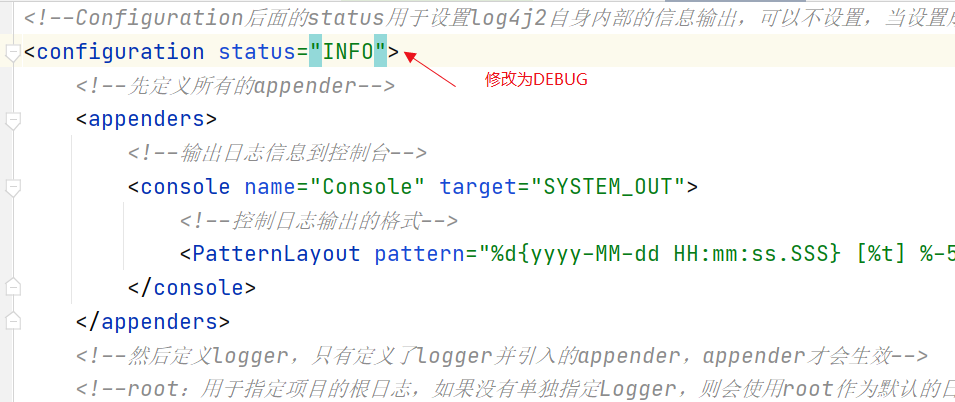 <!--Configuration后面的status用于设置log4j2自身内部的信息输出，可以不设置，当设置
<configuration status="INFO">
修改为DEBUG
<!--先定义所有的appender-->
<appenders>
<!--输出日志信息到控制台-->
<console name="Console" target="SYSTEM_OUT">
<!--控制日志输出的格式-->
<PatternLayout pattern="%d{yyyy-MM-dd HH:mm:ss.SSS} [%t] %-5
</console>
</appenders>
<!--然后定义logger，只有定义了logger并引入的appender，appender才会生效-->
<!--root：用于指定项目的根日志，如果没有单独指定Logger，则会使用root作为默认的日